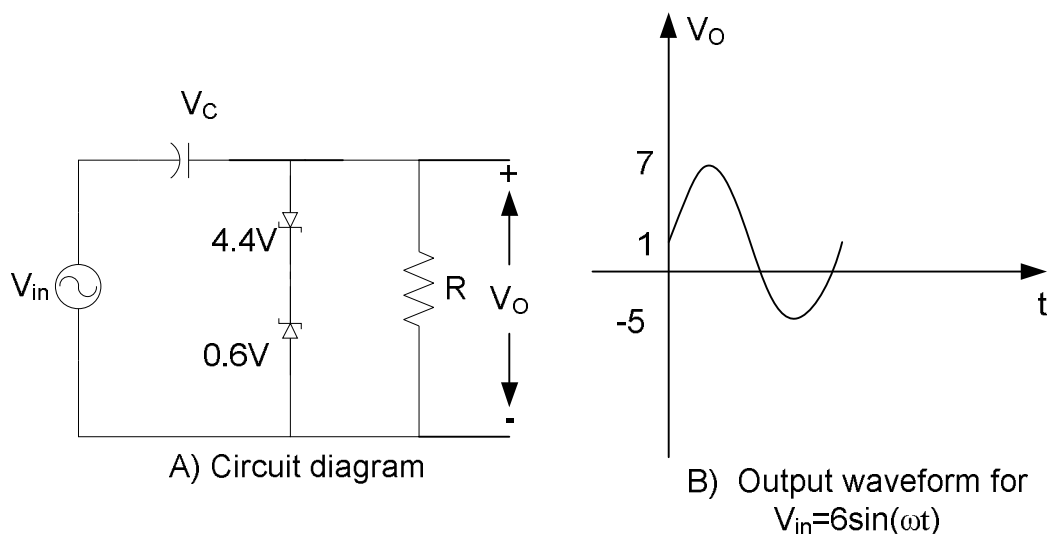 V_C
4.4V
0.6V
V_in
R
+
V_O
-
A) Circuit diagram
V_O
7
1
-5
t
B) Output waveform for
V_in=6sin(ωt)